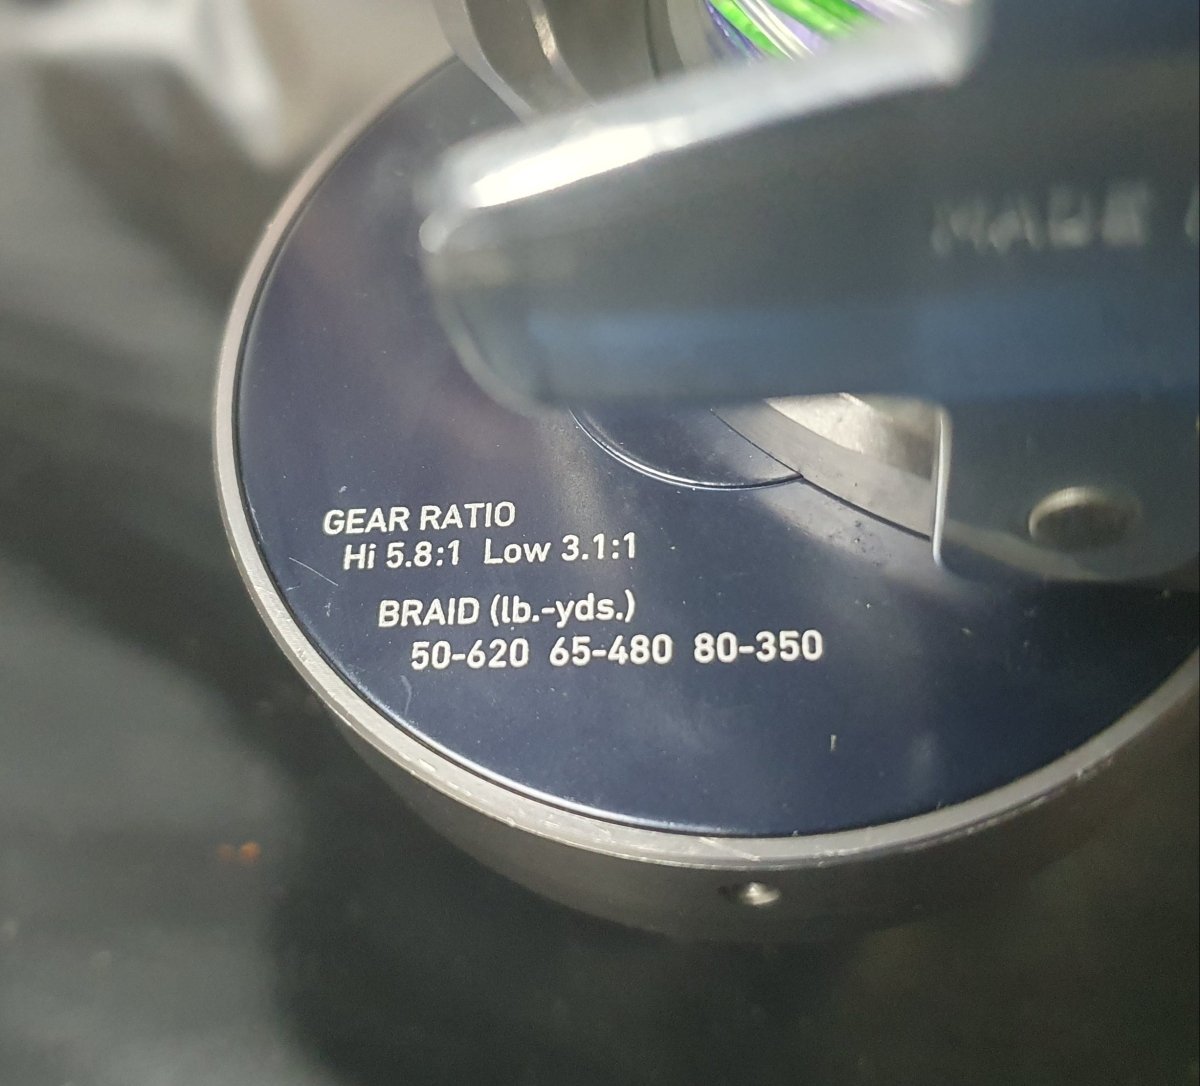 MARK
GEAR RATIO
Hi 5.8:1 Low 3.1:1
BRAID (lb.-yds.)
50-620 65-480 80-350